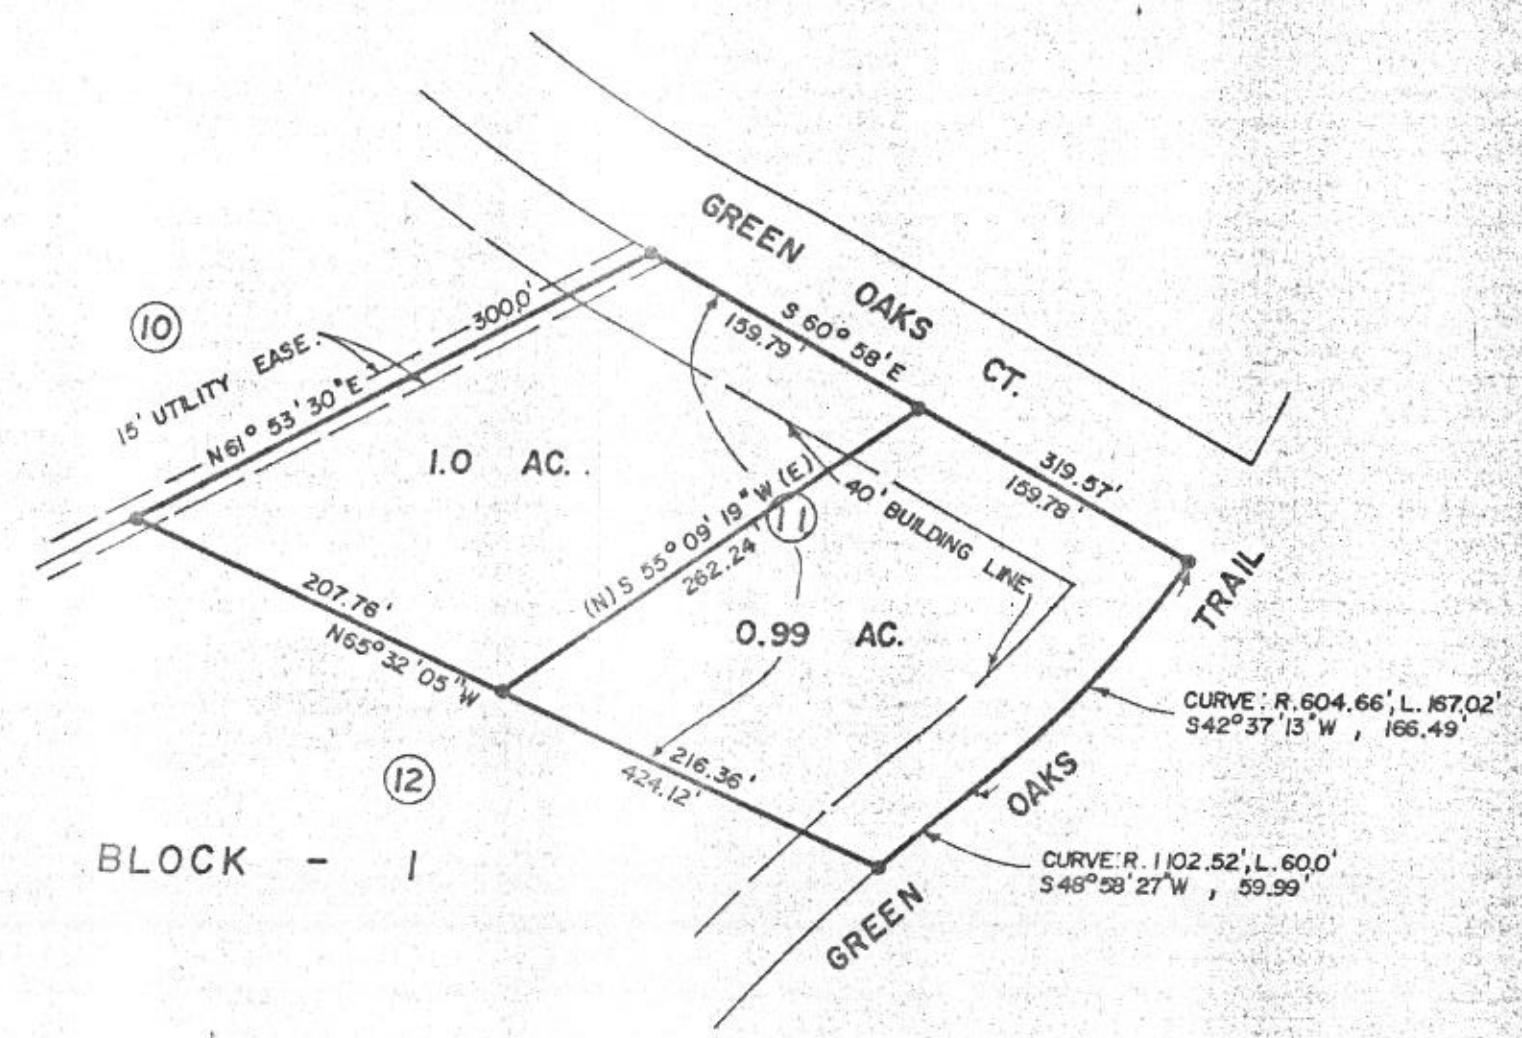 GREEN OAKS CT.
S 60° 58' E
159.79'
319.57'
159.78'
300.0'
10
15' UTILITY EASE.
N61° 53' 30" E
1.0 AC.
(N) S 55° 09' 19" W (E)
262.24'
11
40' BUILDING LINE
0.99 AC.
207.76'
N65° 32' 05" W
216.36'
424.12'
12
BLOCK - 1
CURVE: R. 604.66', L. 167.02'
S42° 37' 13" W , 166.49'
CURVE: R. 1102.52', L. 60.0'
S48° 58' 27" W , 59.99'
GREEN OAKS TRAIL